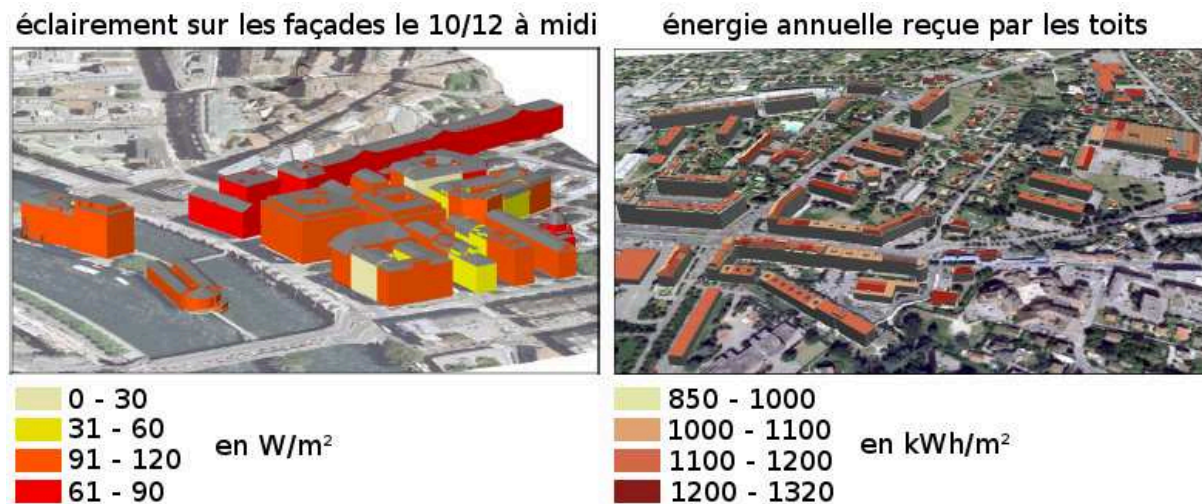 éclairement sur les façades le 10/12 à midi
énergie annuelle reçue par les toits
0 - 30
31 - 60
91 - 120
61 - 90
en W/m²
850 - 1000
1000 - 1100
1100 - 1200
1200 - 1320
en kWh/m²